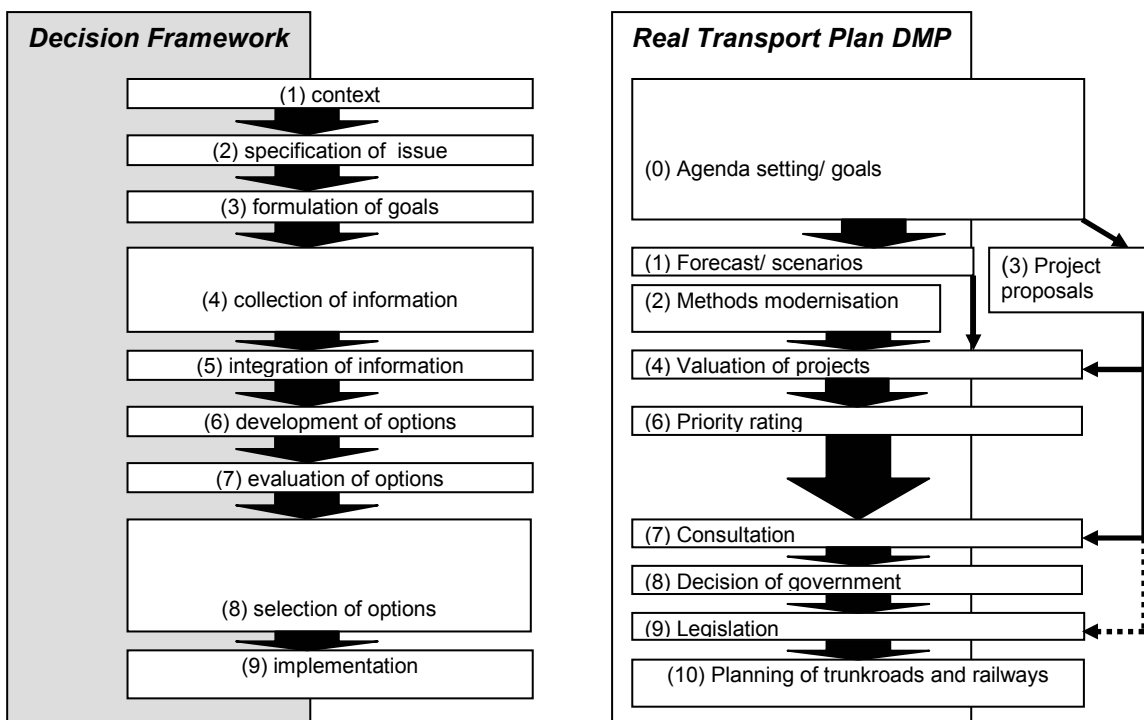 Decision Framework
(1) context
(2) specification of issue
(3) formulation of goals
(4) collection of information
(5) integration of information
(6) development of options
(7) evaluation of options
(8) selection of options
(9) implementation
Real Transport Plan DMP
(0) Agenda setting/ goals
(1) Forecast/ scenarios
(2) Methods modernisation
(3) Project
proposals
(4) Valuation of projects
(6) Priority rating
(7) Consultation
(8) Decision of government
(9) Legislation
(10) Planning of trunkroads and railways